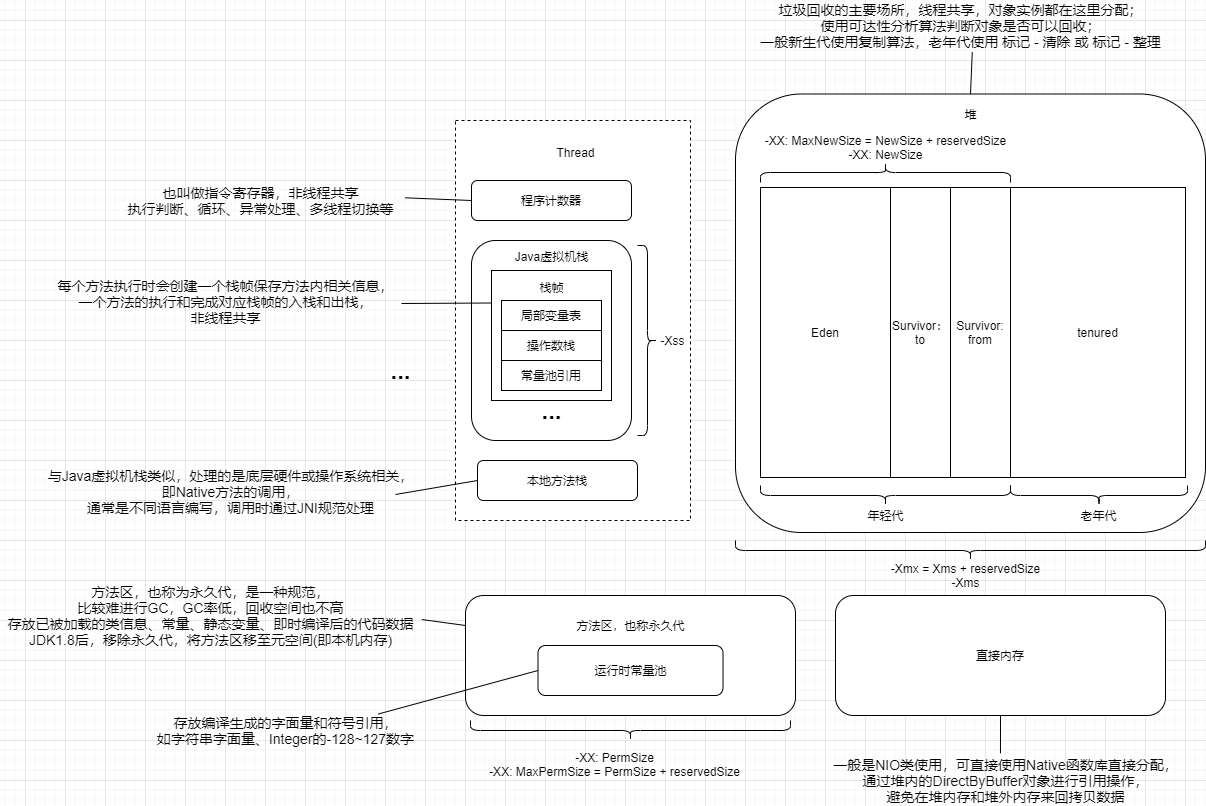 垃圾回收的主要场所，线程共享，对象实例都在这里分配；
使用可达性分析算法判断对象是否可以回收；
一般新生代使用复制算法，老年代使用 标记 - 清除 或 标记 - 整理
堆
-XX: MaxNewSize = NewSize + reservedSize
-XX: NewSize
Eden
Survivor：
to
Survivor:
from
tenured
年轻代
老年代
-Xmx = Xms + reservedSize
-Xms
Thread
也叫做指令寄存器，非线程共享
执行判断、循环、异常处理、多线程切换等
程序计数器
Java虚拟机栈
每个方法执行时会创建一个栈帧保存方法内相关信息，
一个方法的执行和完成对应栈帧的入栈和出栈，
非线程共享
栈帧
局部变量表
操作数栈
常量池引用
...
-Xss
...
与Java虚拟机栈类似，处理的是底层硬件或操作系统相关，
即Native方法的调用，
通常是不同语言编写，调用时通过JNI规范处理
本地方法栈
方法区，也称为永久代，是一种规范，
比较难进行GC，GC率低，回收空间也不高
存放已被加载的类信息、常量、静态变量、即时编译后的代码数据
JDK1.8后，移除永久代，将方法区移至元空间(即本机内存)
方法区，也称永久代
运行时常量池
存放编译生成的字面量和符号引用，
如字符串字面量、Integer的-128~127数字
-XX: PermSize
-XX: MaxPermSize = PermSize + reservedSize
直接内存
一般是NIO类使用，可直接使用Native函数库直接分配，
通过堆内的DirectByBuffer对象进行引用操作，
避免在堆内存和堆外内存来回拷贝数据